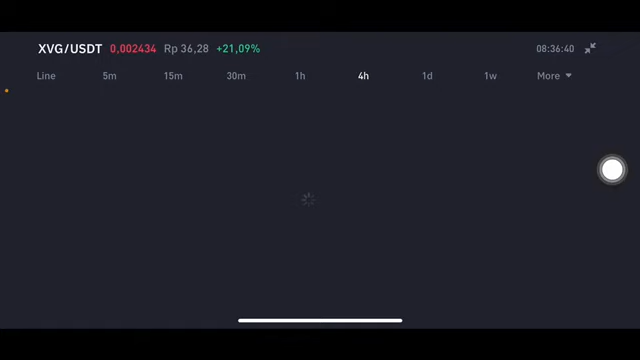 XVG/USDT 0,002434 Rp 36,28 +21,09% 08:36:40
Line 5m 15m 30m 1h 4h 1d 1w More